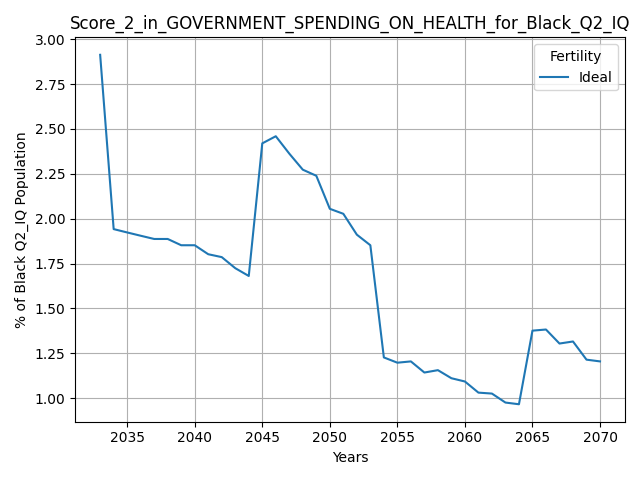 Score_2_in_GOVERNMENT_SPENDING_ON_HEALTH_for_Black_Q2_IQ
Fertility
Ideal
3.00
2.75
2.50
2.25
2.00
1.75
1.50
1.25
1.00
% of Black Q2_IQ Population
2035 2040 2045 2050 2055 2060 2065 2070
Years